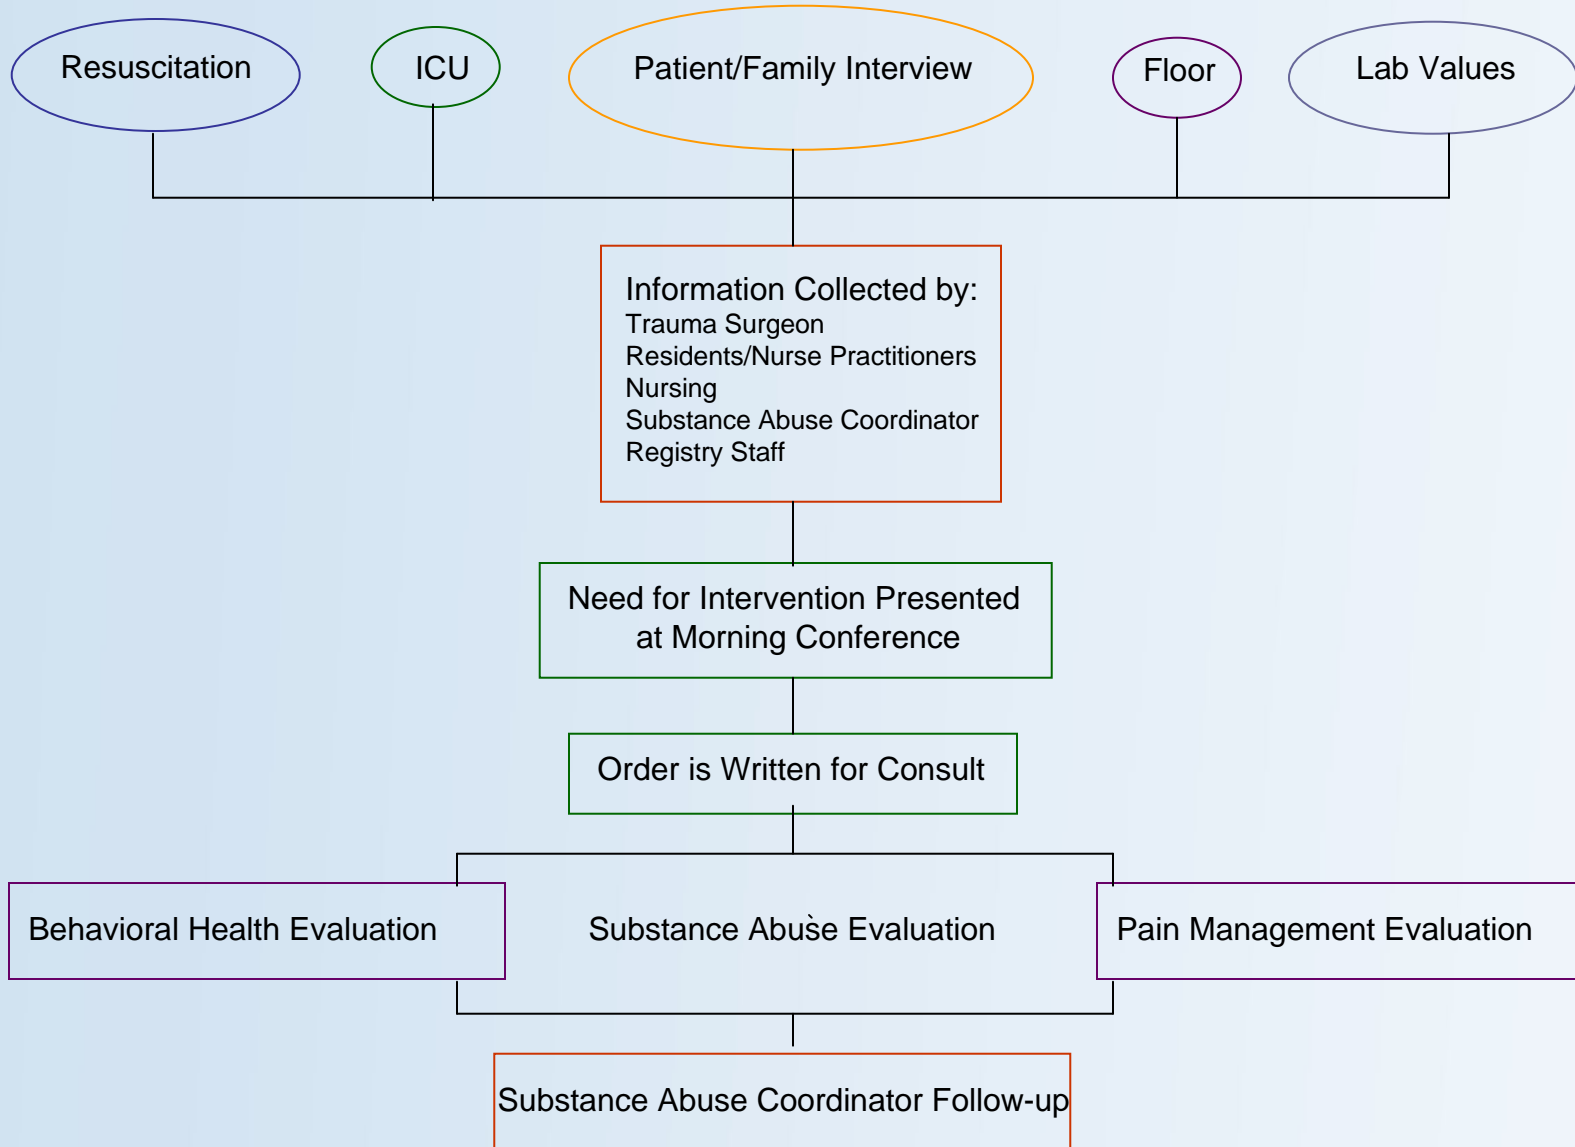 Resuscitation
ICU
Patient/Family Interview
Floor
Lab Values
Information Collected by:
Trauma Surgeon
Residents/Nurse Practitioners
Nursing
Substance Abuse Coordinator
Registry Staff
Need for Intervention Presented
at Morning Conference
Order is Written for Consult
Behavioral Health Evaluation
Substance Abuse Evaluation
Pain Management Evaluation
Substance Abuse Coordinator Follow-up